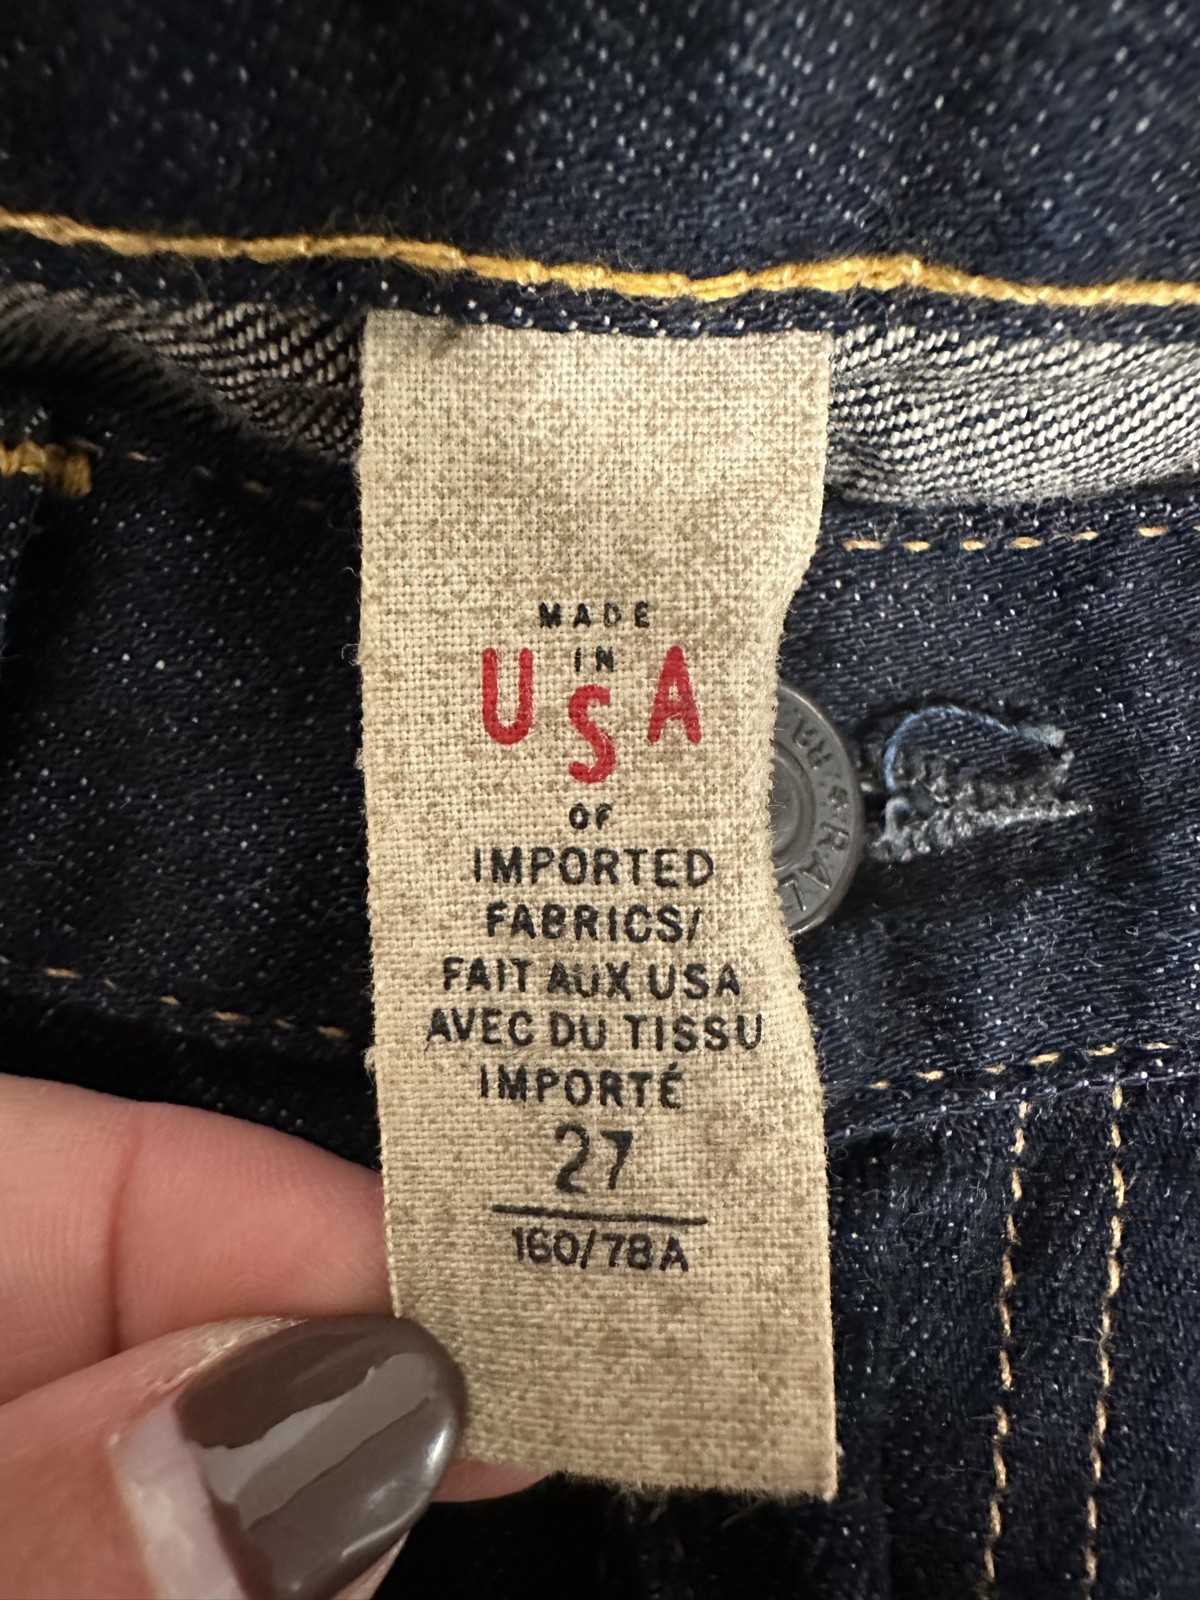 MADE
IN
USA
OF
IMPORTED
FABRICS/
FAIT AUX USA
AVEC DU TISSU
IMPORTÉ
27
160/78A